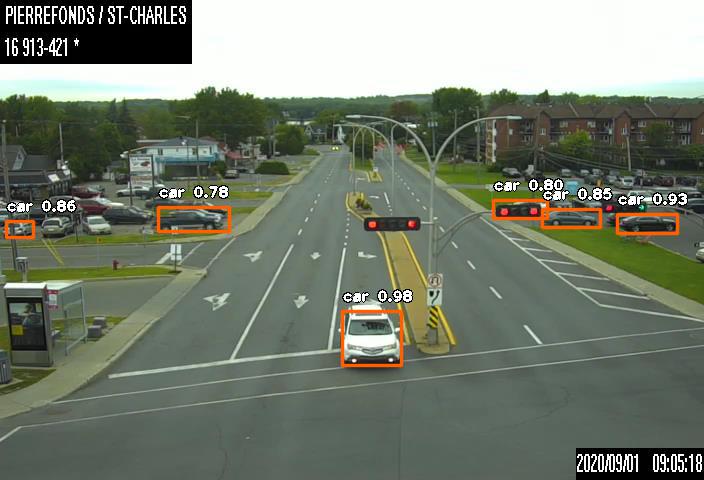 PIERREFONDS / ST-CHARLES
16 913-421 *
car 0.86
car 0.78
car 0.80
car 0.85
car 0.93
car 0.98
2020/09/01 09:05:18